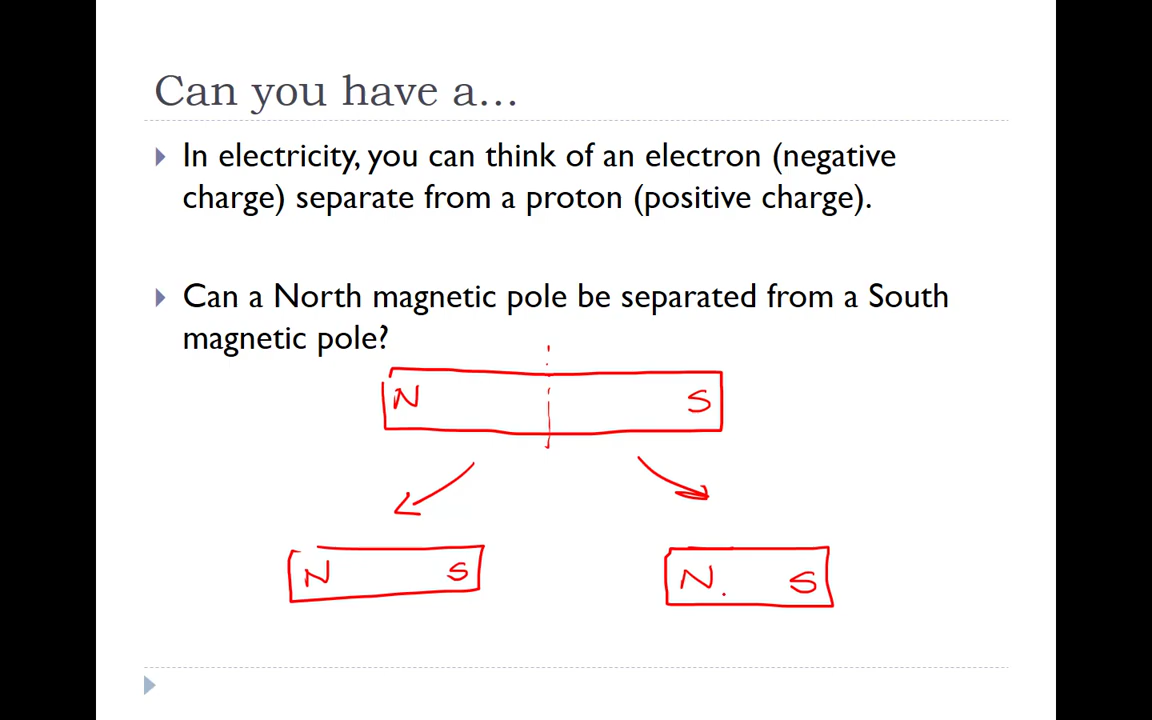 Can you have a...
In electricity, you can think of an electron (negative
charge) separate from a proton (positive charge).
Can a North magnetic pole be separated from a South
magnetic pole?
N S
N S N S